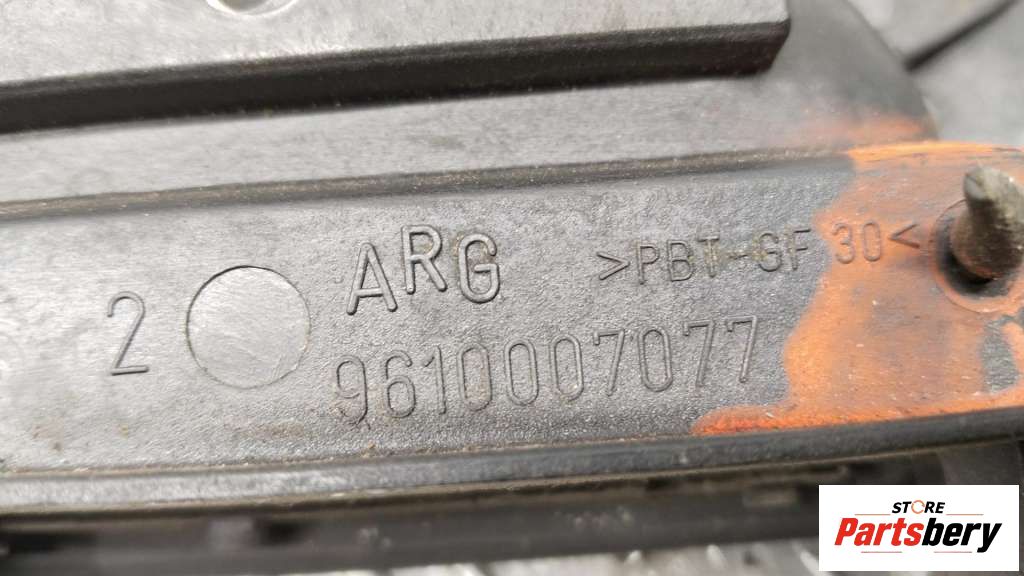 2 ARG >PBT-GF 30<
9610007077
STORE
Partsbery